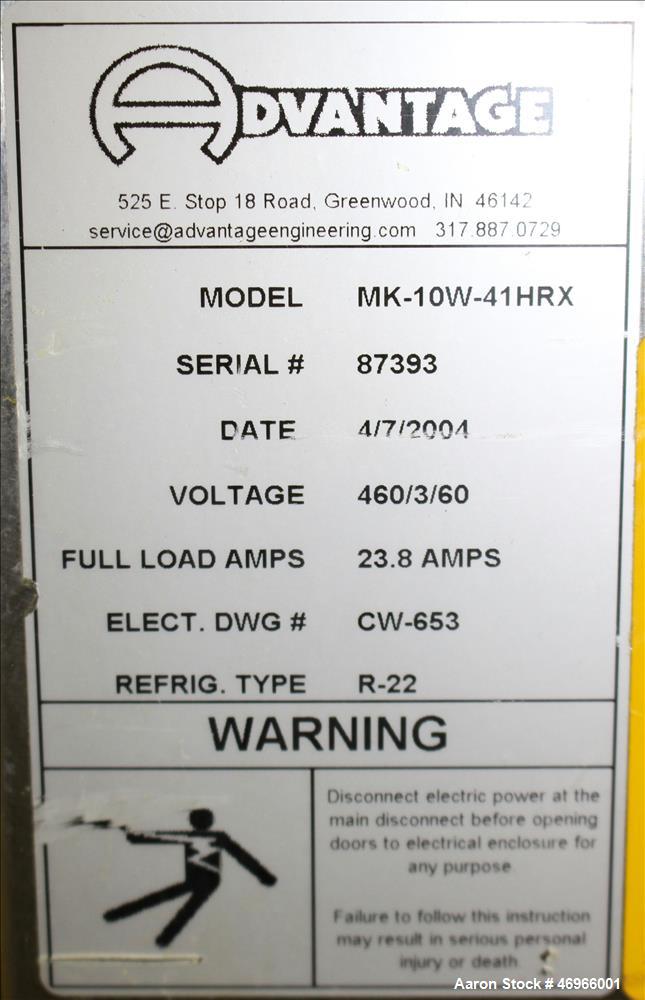 ADVANTAGE
525 E. Stop 18 Road, Greenwood, IN 46142
service@advantageengineering.com 317.887.0729
MODEL MK-10W-41HRX
SERIAL # 87393
DATE 4/7/2004
VOLTAGE 460/3/60
FULL LOAD AMPS 23.8 AMPS
ELECT. DWG # CW-653
REFRIG. TYPE R-22
WARNING
Disconnect electric power at the
main disconnect before opening
doors to electrical enclosure for
any purpose.
Failure to follow this instruction
may result in serious personal
injury or death.
Aaron Stock # 46966001